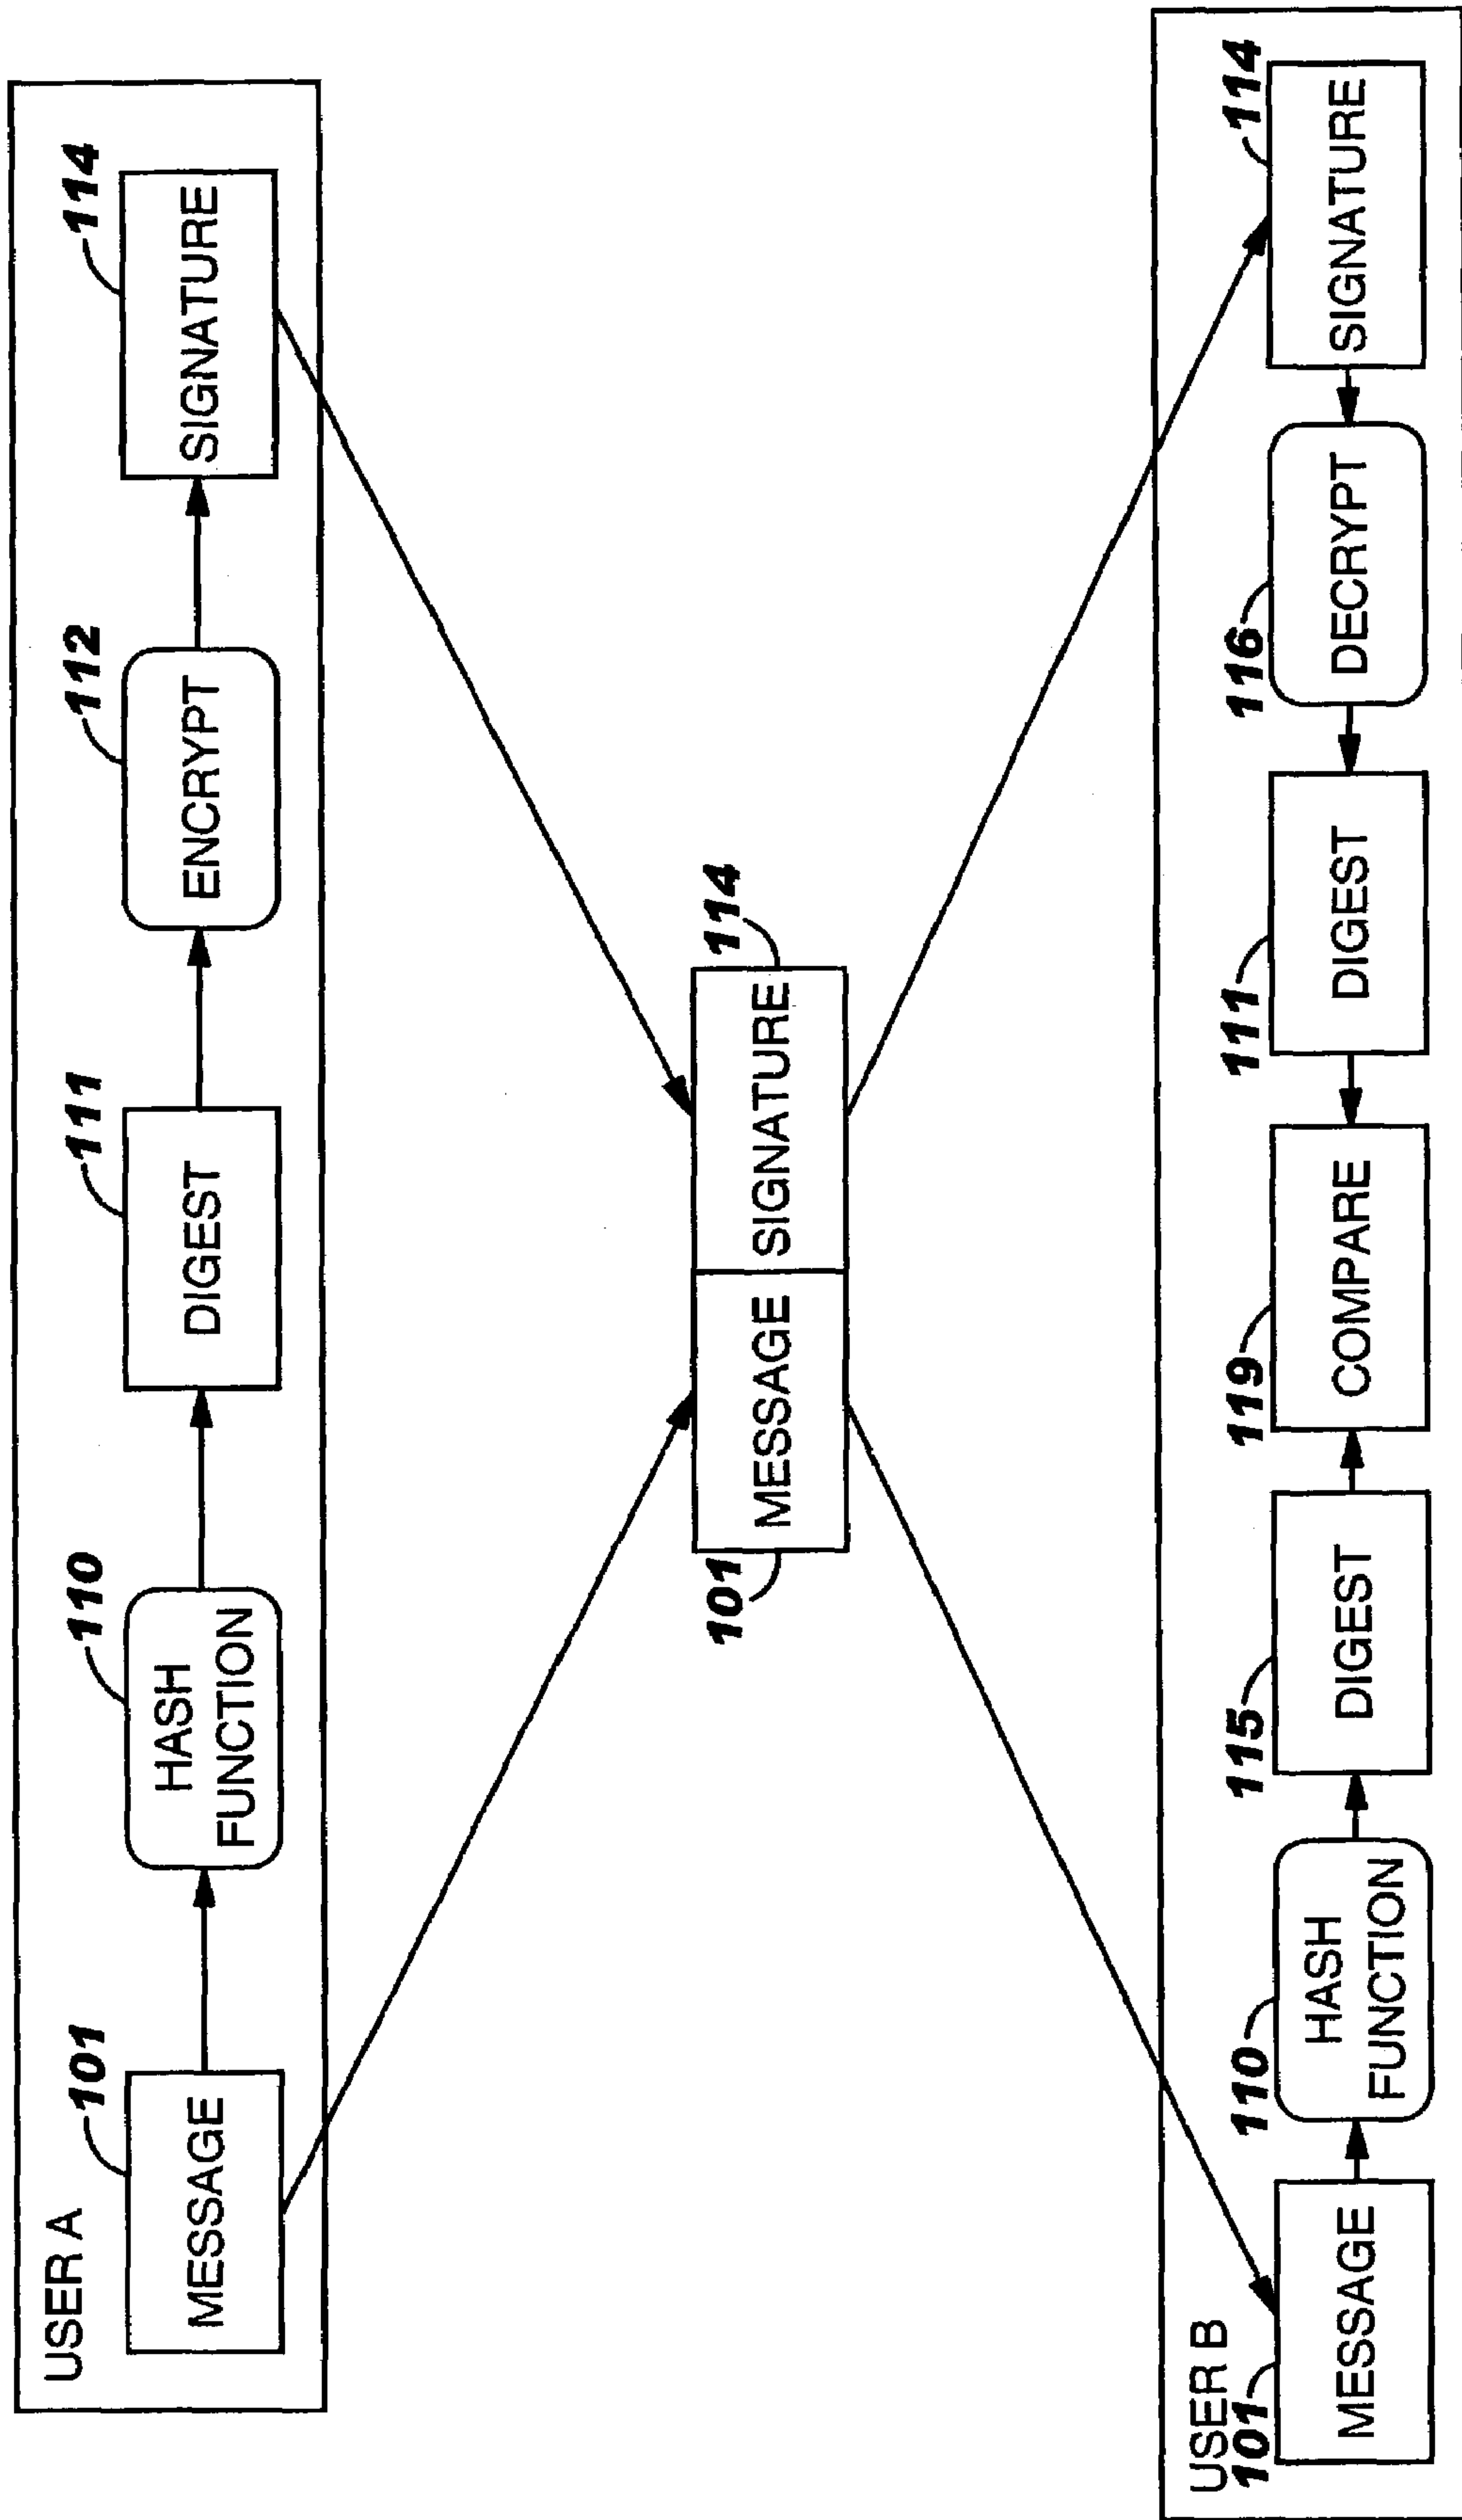 USER A
101
110
111
112
114
MESSAGE
HASH
FUNCTION
DIGEST
ENCRYPT
SIGNATURE
101
114
MESSAGE
SIGNATURE
USER B
101
110
115
119
111
116
114
MESSAGE
HASH
FUNCTION
DIGEST
COMPARE
DIGEST
DECRYPT
SIGNATURE